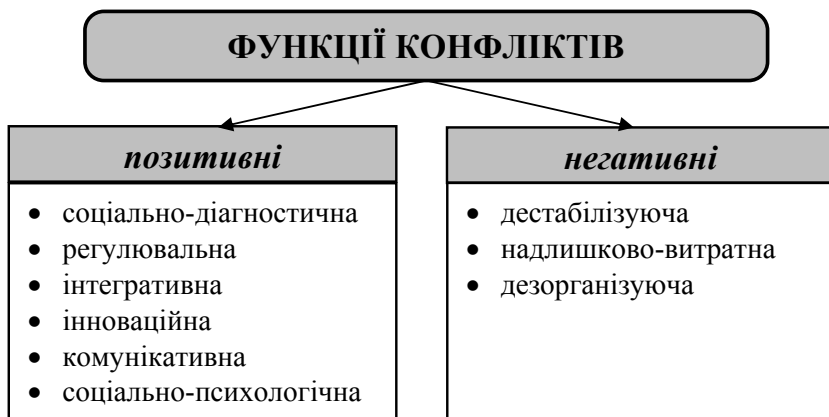 ФУНКЦІЇ КОНФЛІКТІВ
позитивні
• соціально-діагностична
• регулювальна
• інтегративна
• інноваційна
• комунікативна
• соціально-психологічна
негативні
• дестабілізуюча
• надлишково-витратна
• дезорганізуюча